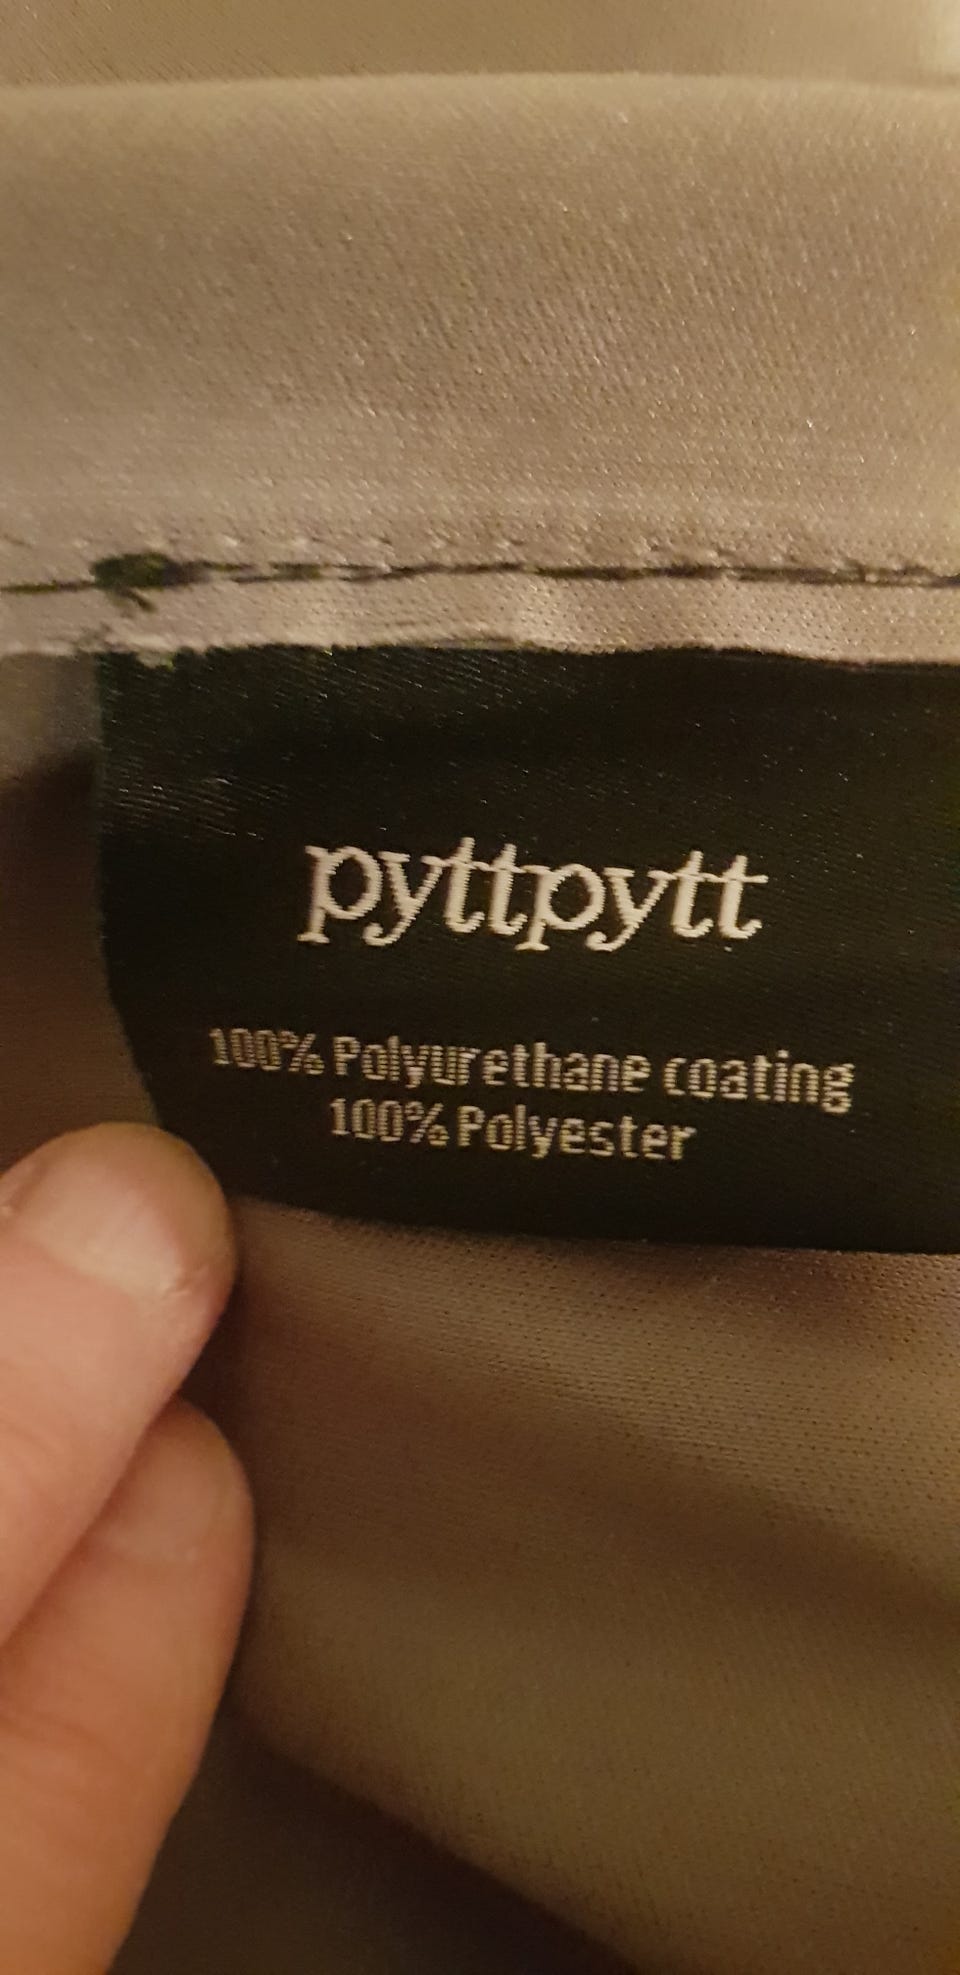 pyttpytt
100% Polyurethane coating
100% Polyester